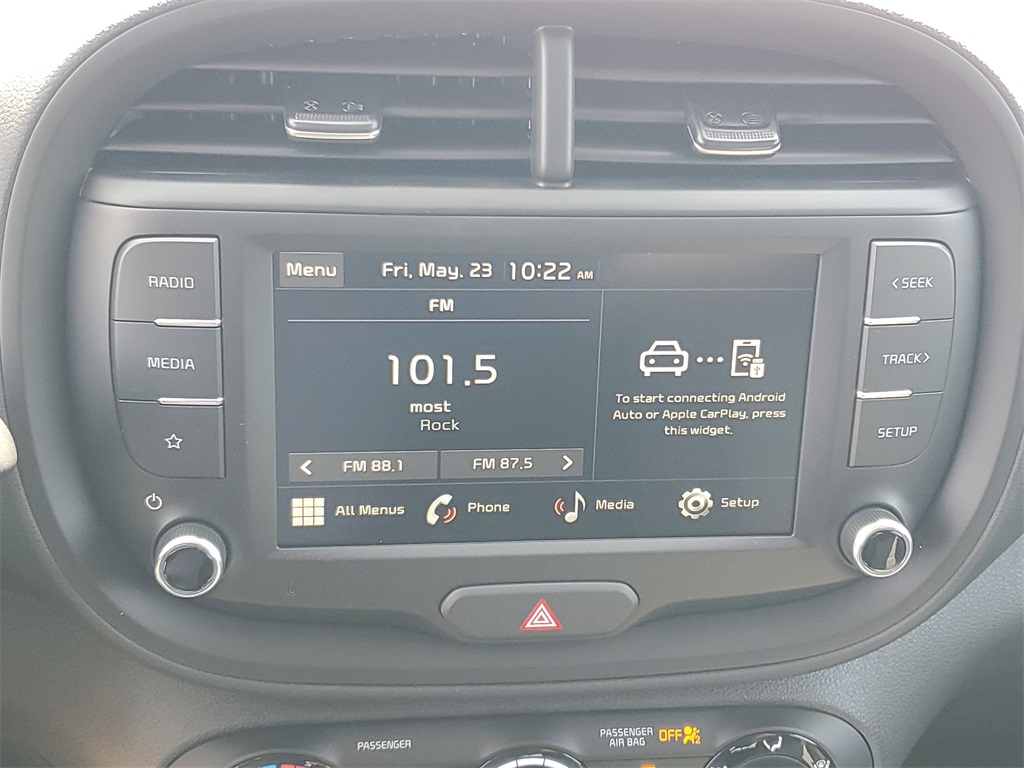 RADIO
MEDIA
Menu
Fri, May. 23 10:22 AM
FM
101.5
most
Rock
FM 88.1
FM 87.5
To start connecting Android
Auto or Apple CarPlay, press
this widget.
All Menus
Phone
Media
Setup
SEEK
TRACK
SETUP
PASSENGER
PASSENGER
AIR BAG
OFF
2